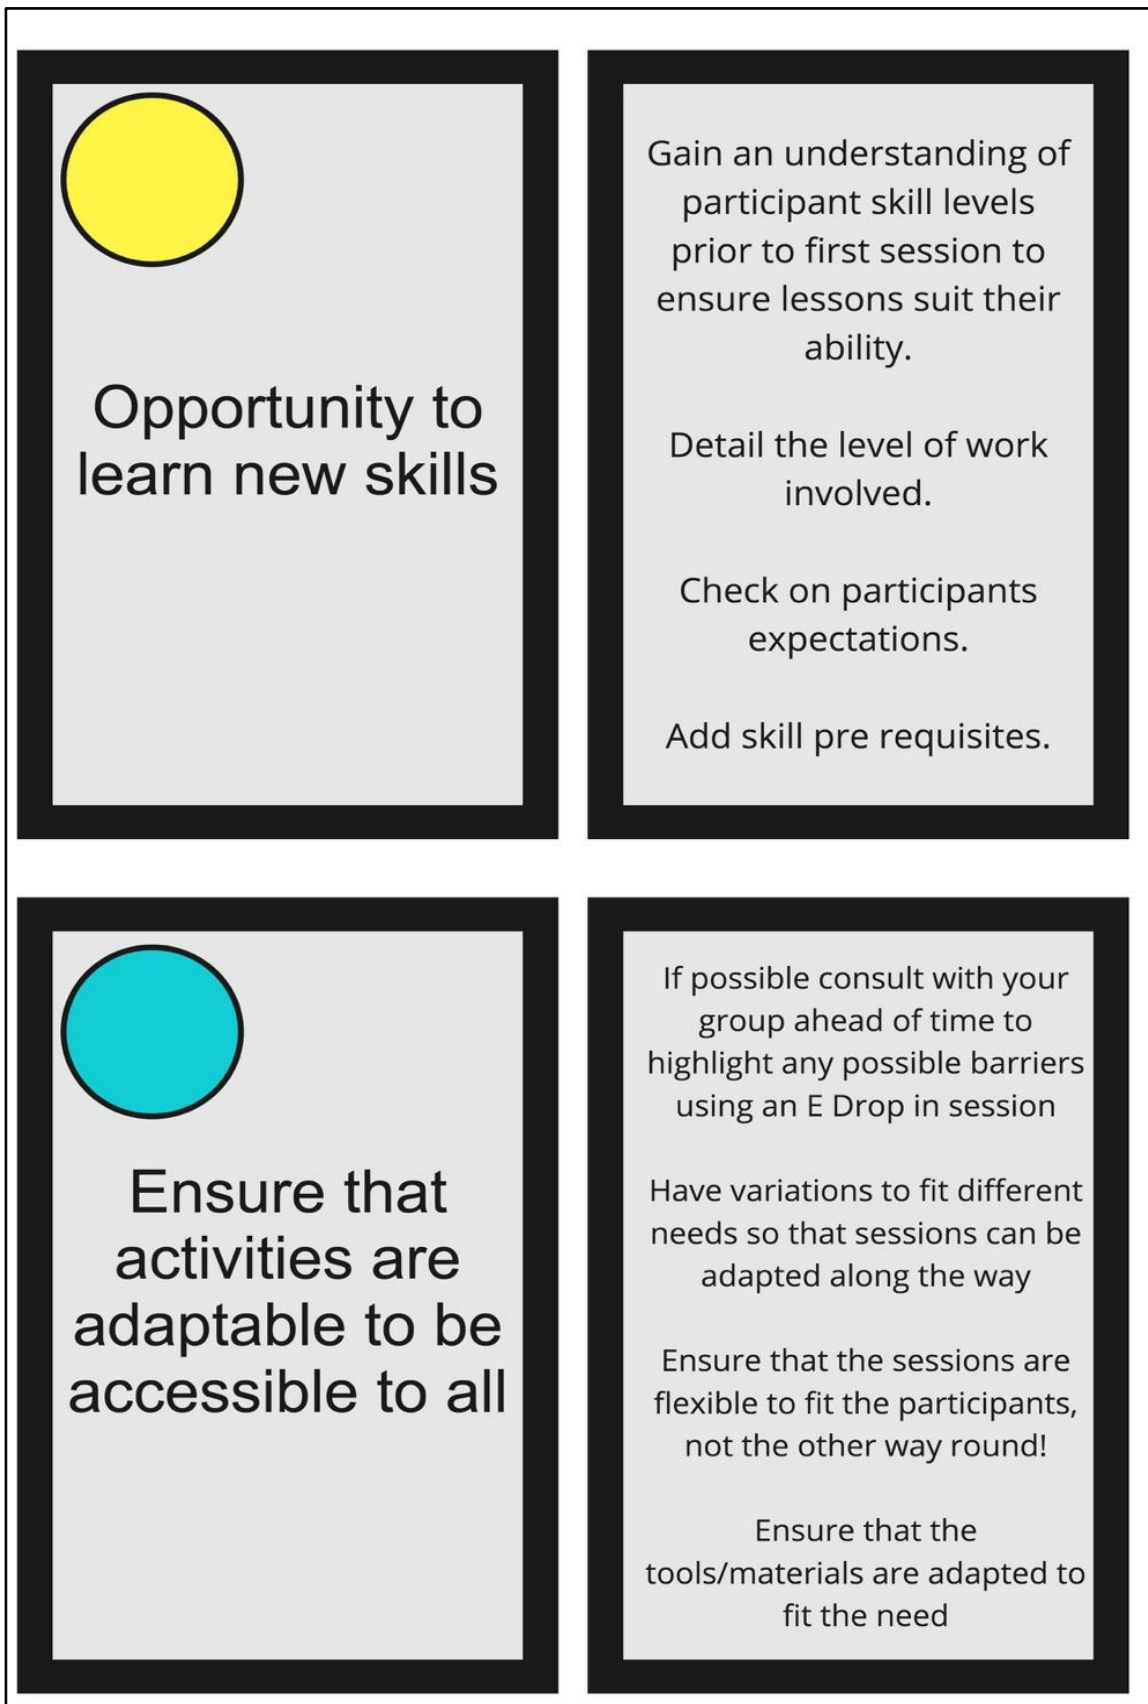 Opportunity to
learn new skills
Gain an understanding of
participant skill levels
prior to first session to
ensure lessons suit their
ability.
Detail the level of work
involved.
Check on participants
expectations.
Add skill pre requisites.
Ensure that
activities are
adaptable to be
accessible to all
If possible consult with your
group ahead of time to
highlight any possible barriers
using an E Drop in session
Have variations to fit different
needs so that sessions can be
adapted along the way
Ensure that the sessions are
flexible to fit the participants,
not the other way round!
Ensure that the
tools/materials are adapted to
fit the need